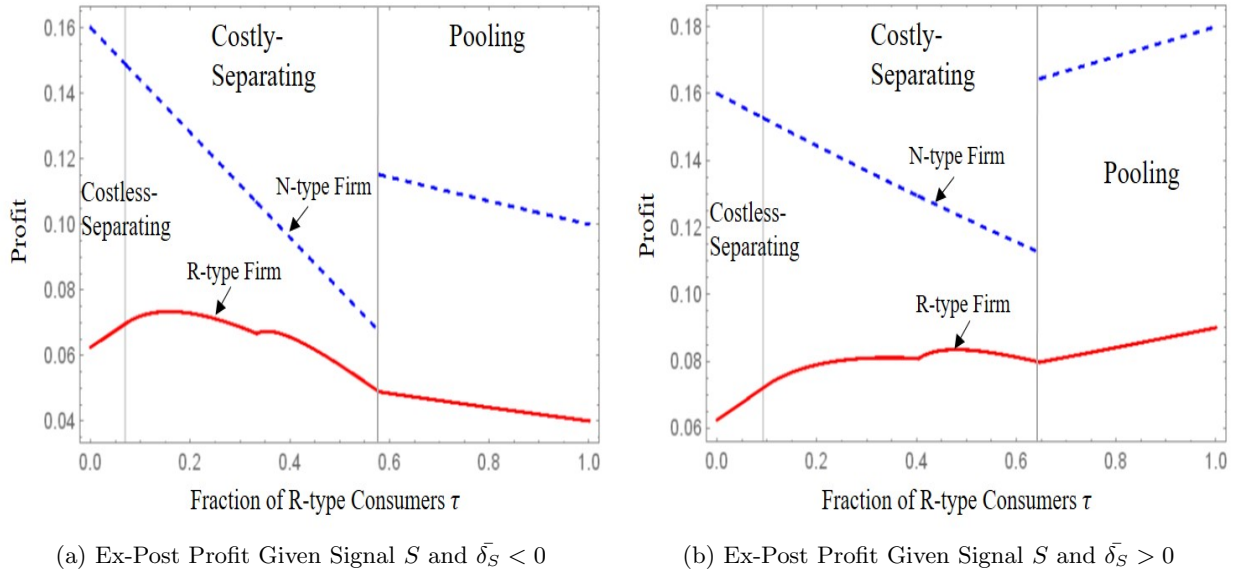 Costly-
Separating
Pooling
Costless-
Separating
N-type Firm
R-type Firm
Profit
0.16
0.14
0.12
0.10
0.08
0.06
0.04
0.0
0.2
0.4
0.6
0.8
1.0
Fraction of R-type Consumers τ
(a) Ex-Post Profit Given Signal S and δ̄_S < 0
Costly-
Separating
Pooling
Costless-
Separating
N-type Firm
R-type Firm
Profit
0.18
0.16
0.14
0.12
0.10
0.08
0.06
0.0
0.2
0.4
0.6
0.8
1.0
Fraction of R-type Consumers τ
(b) Ex-Post Profit Given Signal S and δ̄_S > 0